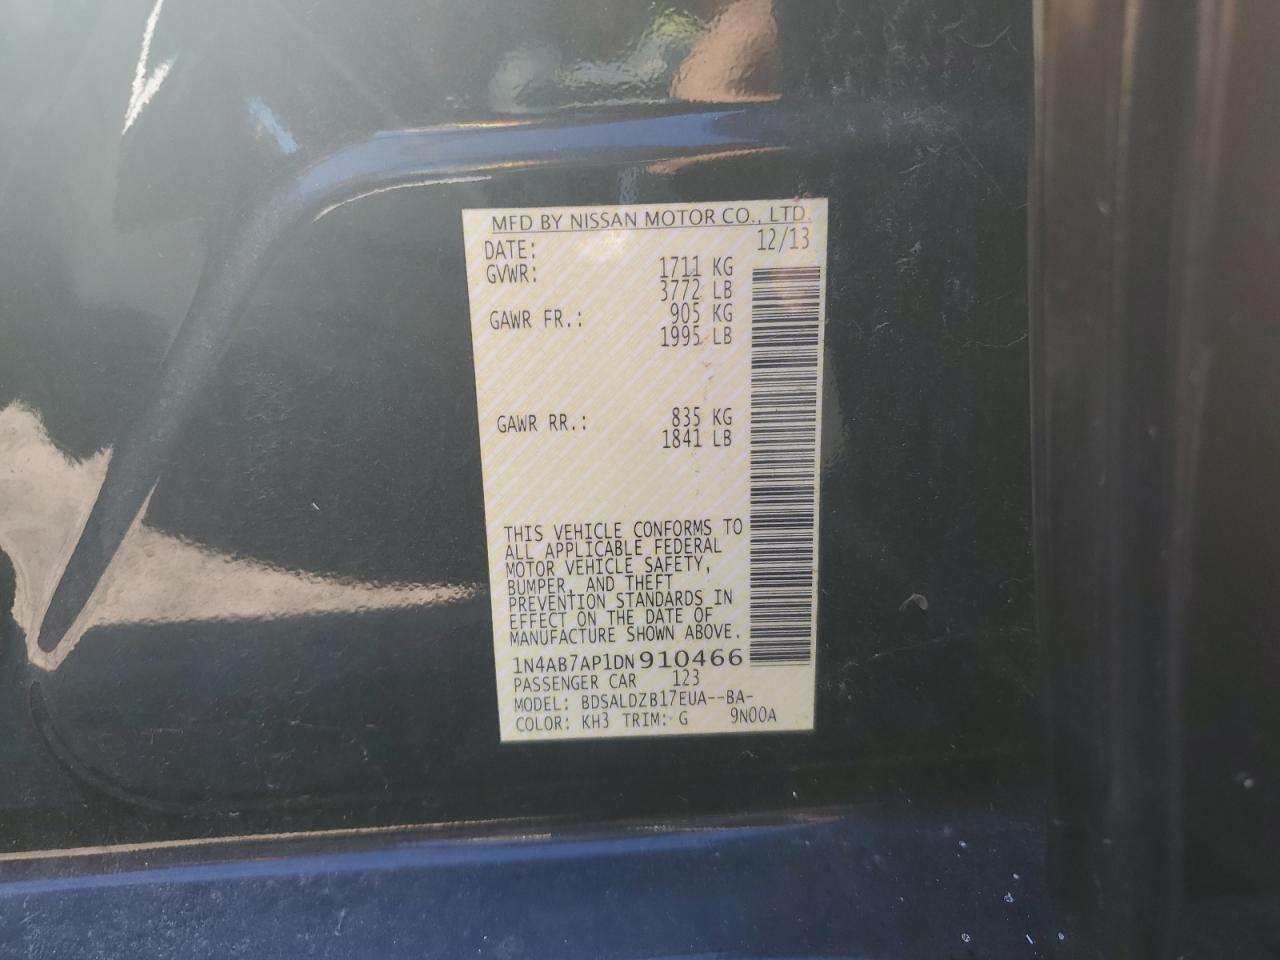 MFD BY NISSAN MOTOR CO., LTD.
DATE: 12/13
GVWR: 1711 KG
3772 LB
GAWR FR.: 905 KG
1995 LB
GAWR RR.: 835 KG
1841 LB
THIS VEHICLE CONFORMS TO
ALL APPLICABLE FEDERAL
MOTOR VEHICLE SAFETY,
BUMPER, AND THEFT
PREVENTION STANDARDS IN
EFFECT ON THE DATE OF
MANUFACTURE SHOWN ABOVE.
1N4AB7AP1DN910466
PASSENGER CAR 123
MODEL: BDSALDZB17EUA--BA-
COLOR: KH3 TRIM: G 9N00A